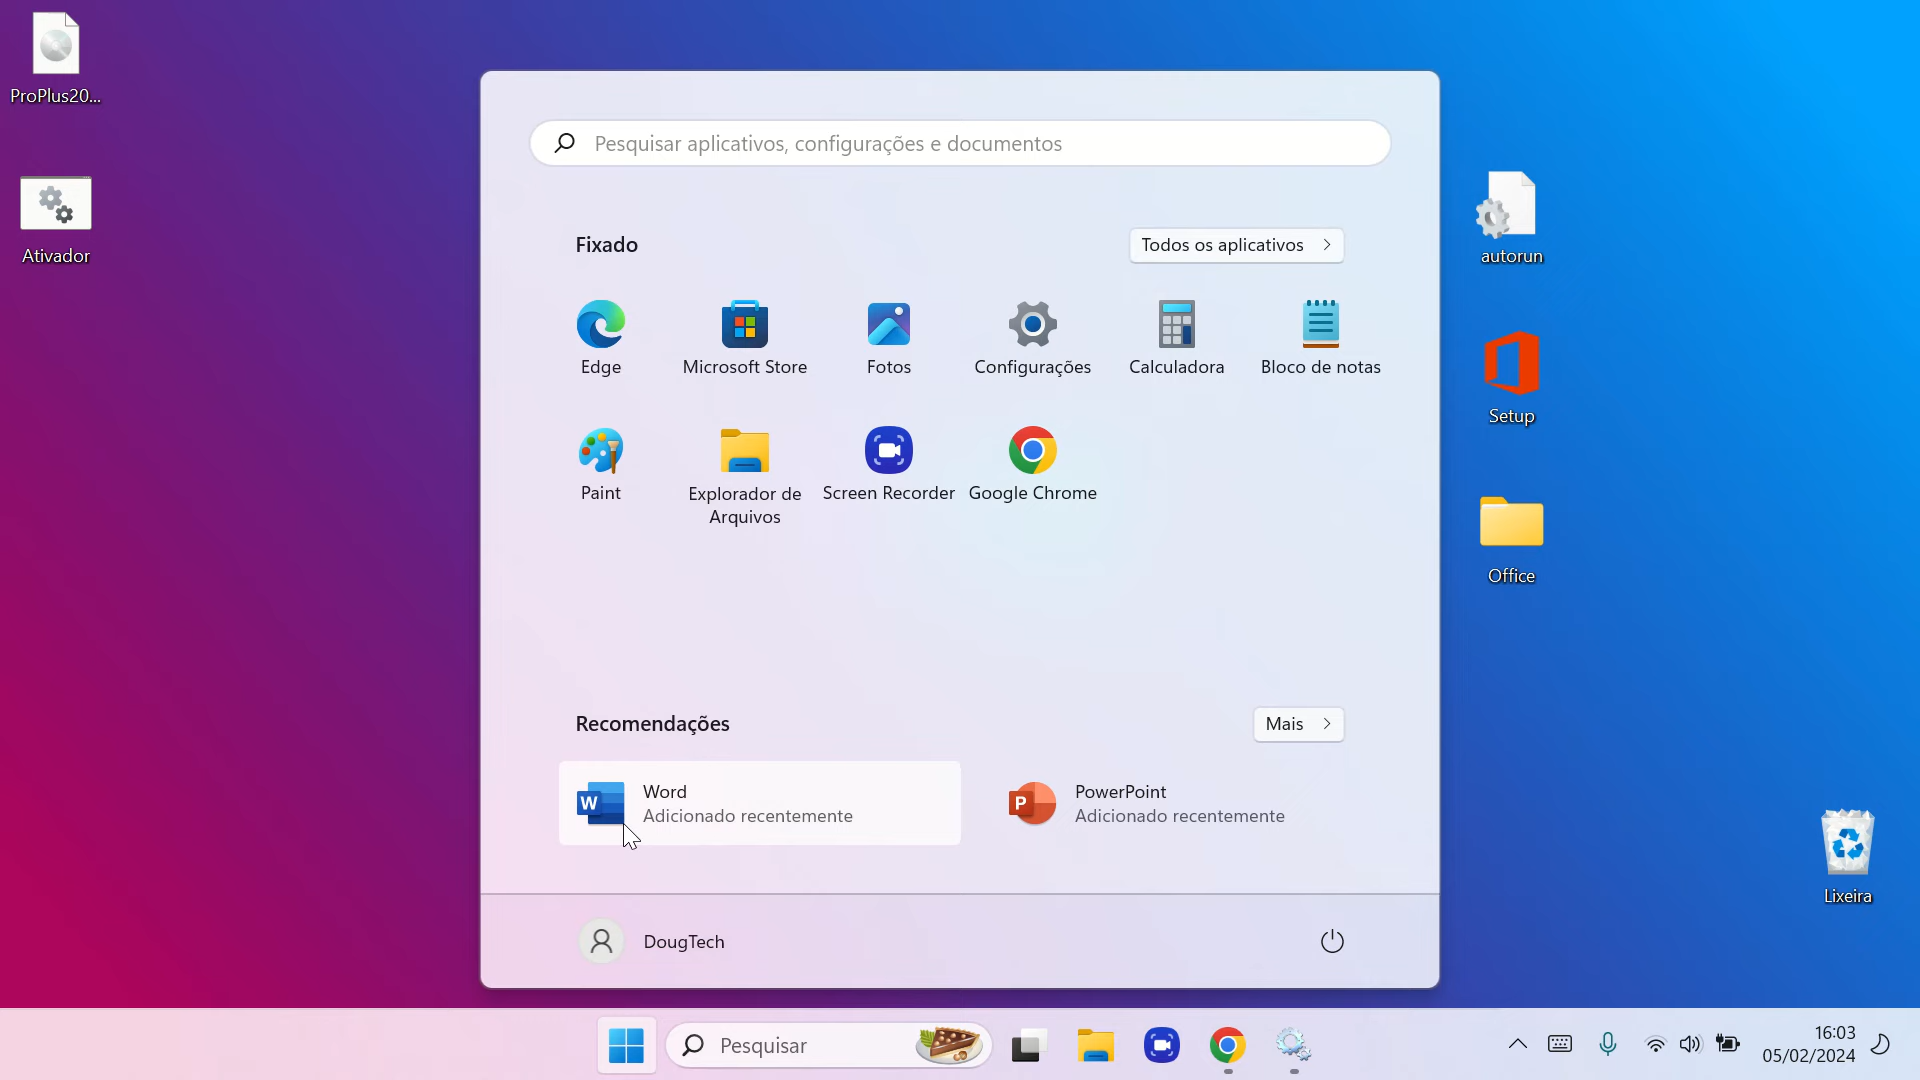 ProPlus20...
Ativador
Pesquisar aplicativos, configurações e documentos
Fixado
Todos os aplicativos
Edge
Microsoft Store
Fotos
Configurações
Calculadora
Bloco de notas
Paint
Explorador de
Arquivos
Screen Recorder
Google Chrome
Recomendações
Mais
W
Word
Adicionado recentemente
P
PowerPoint
Adicionado recentemente
DougTech
autorun
Setup
Office
Lixeira
Pesquisar
16:03
05/02/2024